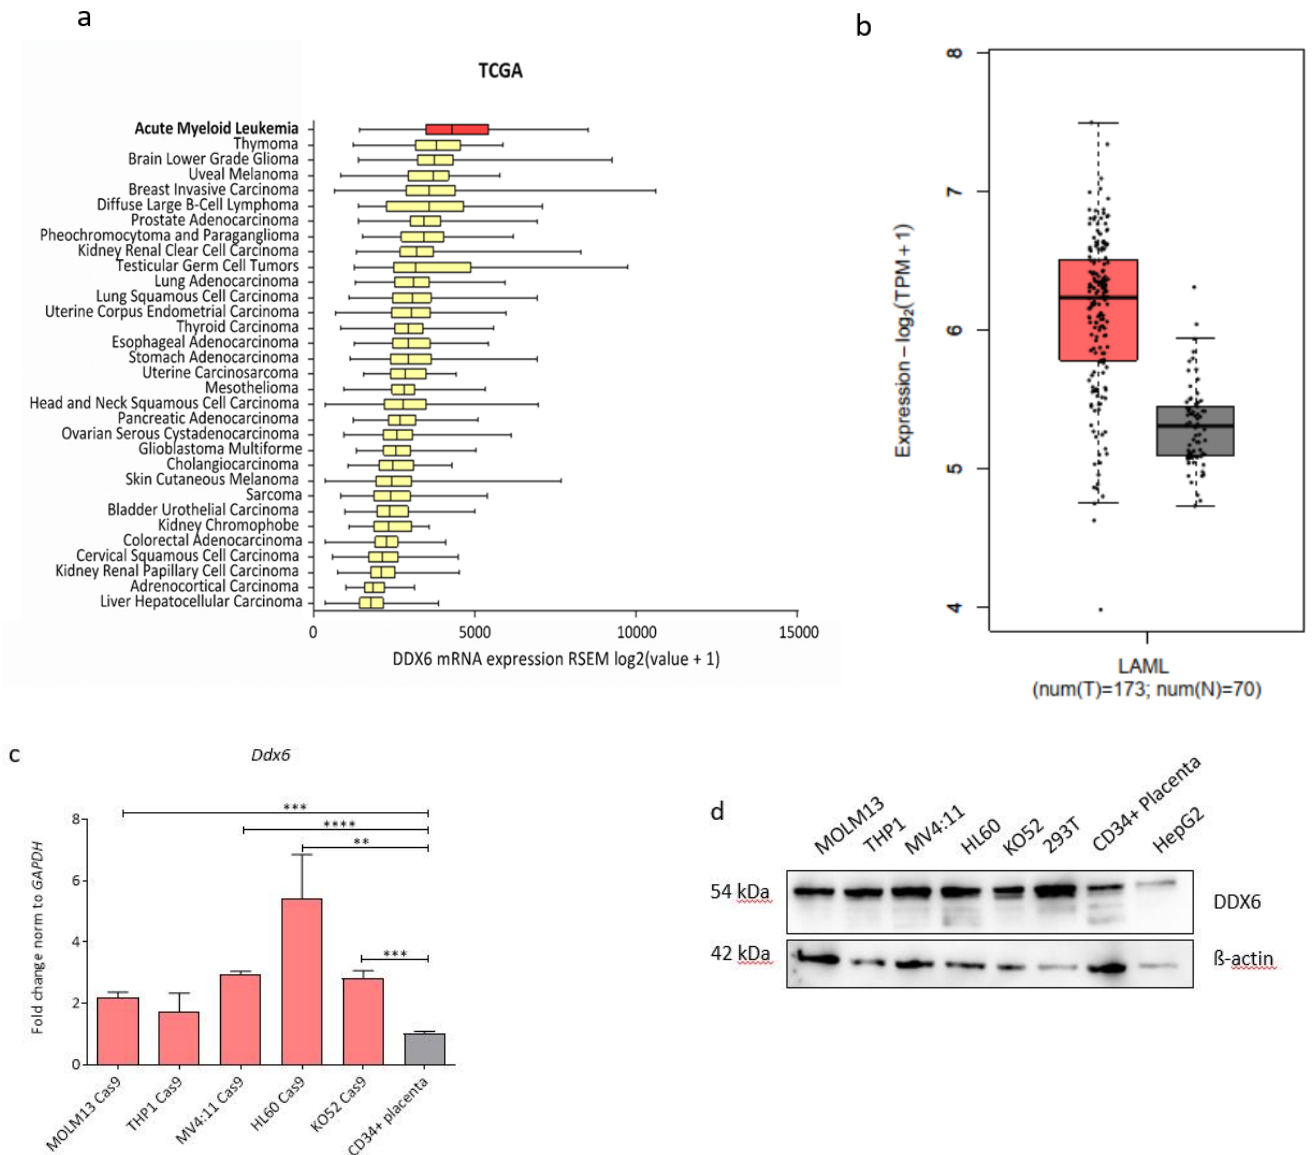 a
TCGA
Acute Myeloid Leukemia
Thymoma
Brain Lower Grade Glioma
Uveal Melanoma
Breast Invasive Carcinoma
Diffuse Large B-Cell Lymphoma
Prostate Adenocarcinoma
Pheochromocytoma and Paraganglioma
Kidney Renal Clear Cell Carcinoma
Testicular Germ Cell Tumors
Lung Adenocarcinoma
Lung Squamous Cell Carcinoma
Uterine Corpus Endometrial Carcinoma
Thyroid Carcinoma
Esophageal Adenocarcinoma
Stomach Adenocarcinoma
Uterine Carcinosarcoma
Mesothelioma
Head and Neck Squamous Cell Carcinoma
Pancreatic Adenocarcinoma
Ovarian Serous Cystadenocarcinoma
Glioblastoma Multiforme
Cholangiocarcinoma
Skin Cutaneous Melanoma
Sarcoma
Bladder Urothelial Carcinoma
Kidney Chromophobe
Colorectal Adenocarcinoma
Cervical Squamous Cell Carcinoma
Kidney Renal Papillary Cell Carcinoma
Adrenocortical Carcinoma
Liver Hepatocellular Carcinoma
0 5000 10000 15000
DDX6 mRNA expression RSEM log2(value + 1)
b
Expression – log2(TPM + 1)
8
7
6
5
4
LAML
(num(T)=173; num(N)=70)
c
Ddx6
Fold change norm to GAPDH
8
6
4
2
0
***
****
**
***
MOLM13 Cas9
THP1 Cas9
MV4:11 Cas9
HL60 Cas9
KO52 Cas9
CD34+ placenta
d
MOLM13
THP1
MV4:11
HL60
KO52
293T
CD34+ Placenta
HepG2
54 kDa
DDX6
42 kDa
ß-actin